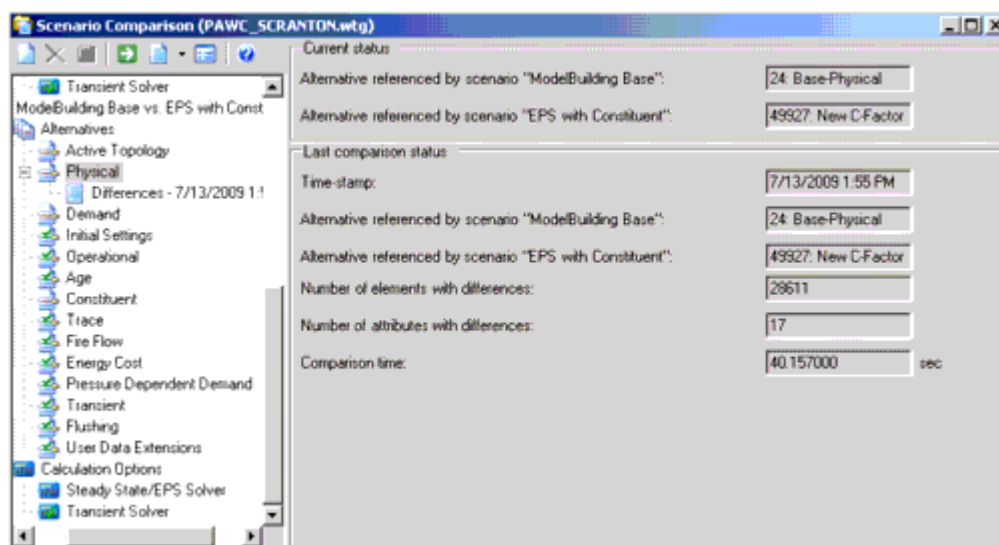 Scenario Comparison (PAWC_SCRANTON.wtg)
Transient Solver
ModelBuilding Base vs. EPS with Const
Alternatives
Active Topology
Physical
Differences - 7/13/2009 1:5
Demand
Initial Settings
Operational
Age
Constituent
Trace
Fire Flow
Energy Cost
Pressure Dependent Demand
Transient
Flushing
User Data Extensions
Calculation Options
Steady State/EPS Solver
Transient Solver
Current status
Alternative referenced by scenario "ModelBuilding Base": 24: Base-Physical
Alternative referenced by scenario "EPS with Constituent": 49927: New C-Factor
Last comparison status
Time-stamp: 7/13/2009 1:55 PM
Alternative referenced by scenario "ModelBuilding Base": 24: Base-Physical
Alternative referenced by scenario "EPS with Constituent": 49927: New C-Factor
Number of elements with differences: 28611
Number of attributes with differences: 17
Comparison time: 40.157000 sec